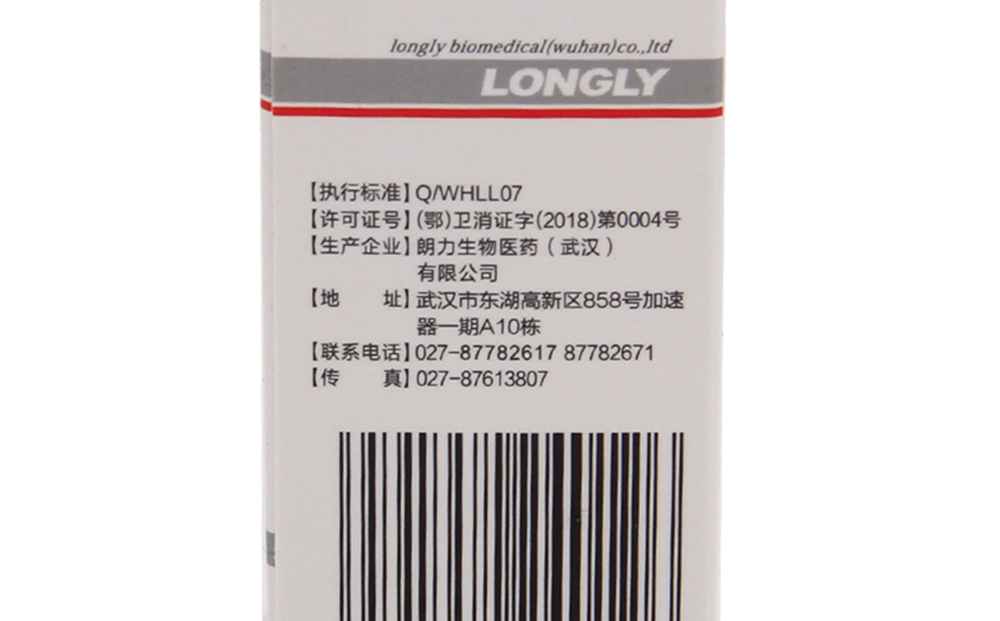 longly biomedical(wuhan)co.,ltd
LONGLY
【执行标准】Q/WHLL07
【许可证号】(鄂)卫消证字(2018)第0004号
【生产企业】朗力生物医药（武汉）
有限公司
【地　　址】武汉市东湖高新区858号加速
器一期A10栋
【联系电话】027-87782617 87782671
【传　　真】027-87613807